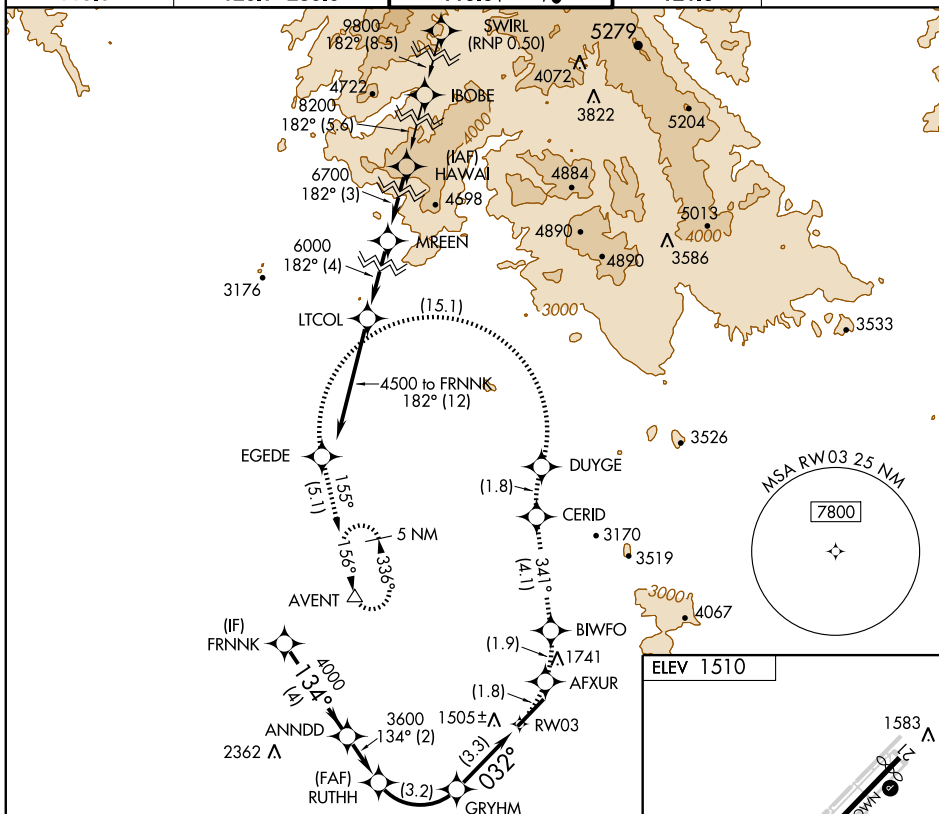 9800
182° (8.5)
SWIRL
(RNP 0.50)
5279
4072
3822
4722
8200
182° (5.6)
IBOBE
4000
5204
(IAF)
HAWAI
6700
182° (3)
4698
4884
5013
4000
4890
4890
3586
MREEN
6000
182° (4)
3176
3000
(15.1)
LTCOL
3533
4500 to FRNNK
182° (12)
3526
EGEDE
DUYGE
(1.8)
155°
(5.1)
CERID
MSA RW03 25 NM
7800
5 NM
3170
3519
341°
(4.1)
156°
336°
AVENT
3000
4067
(IF)
FRNNK
BIWFO
(1.9)
1741
4000
134°
(4)
AFXUR
(1.8)
ELEV 1510
ANNDD
3600
134° (2)
1505±
RW03
1583
2362
(3.3)
032°
(FAF)
RUTHH
(3.2)
GRYHM
21
P